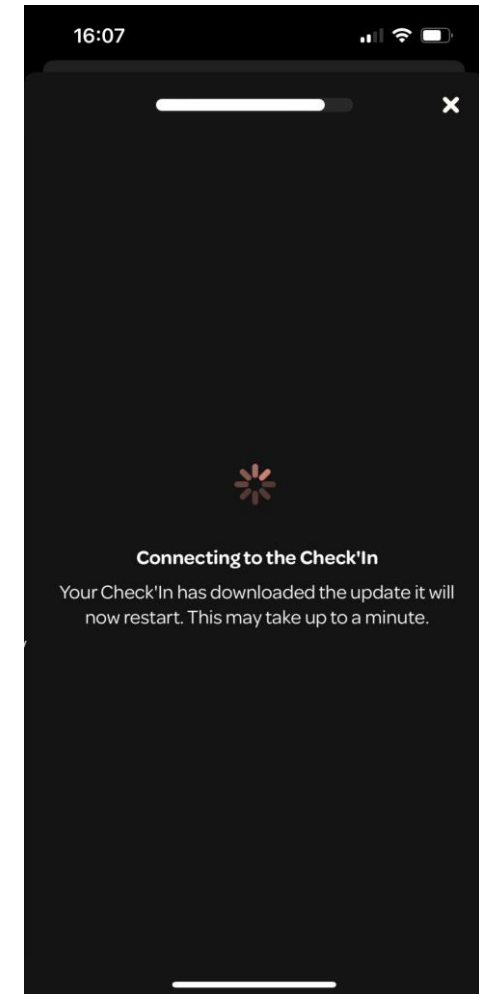 16:07
Connecting to the Check'In
Your Check'In has downloaded the update it will
now restart. This may take up to a minute.